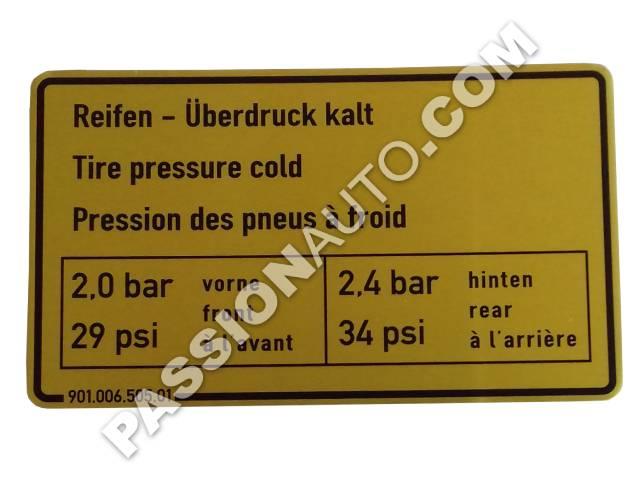 Reifen – Überdruck kalt
Tire pressure cold
Pression des pneus à froid
2,0 bar vorne
front
29 psi à l'avant
2,4 bar hinten
rear
34 psi à l'arrière
901.006.505.01
PASSIONAUTO.COM